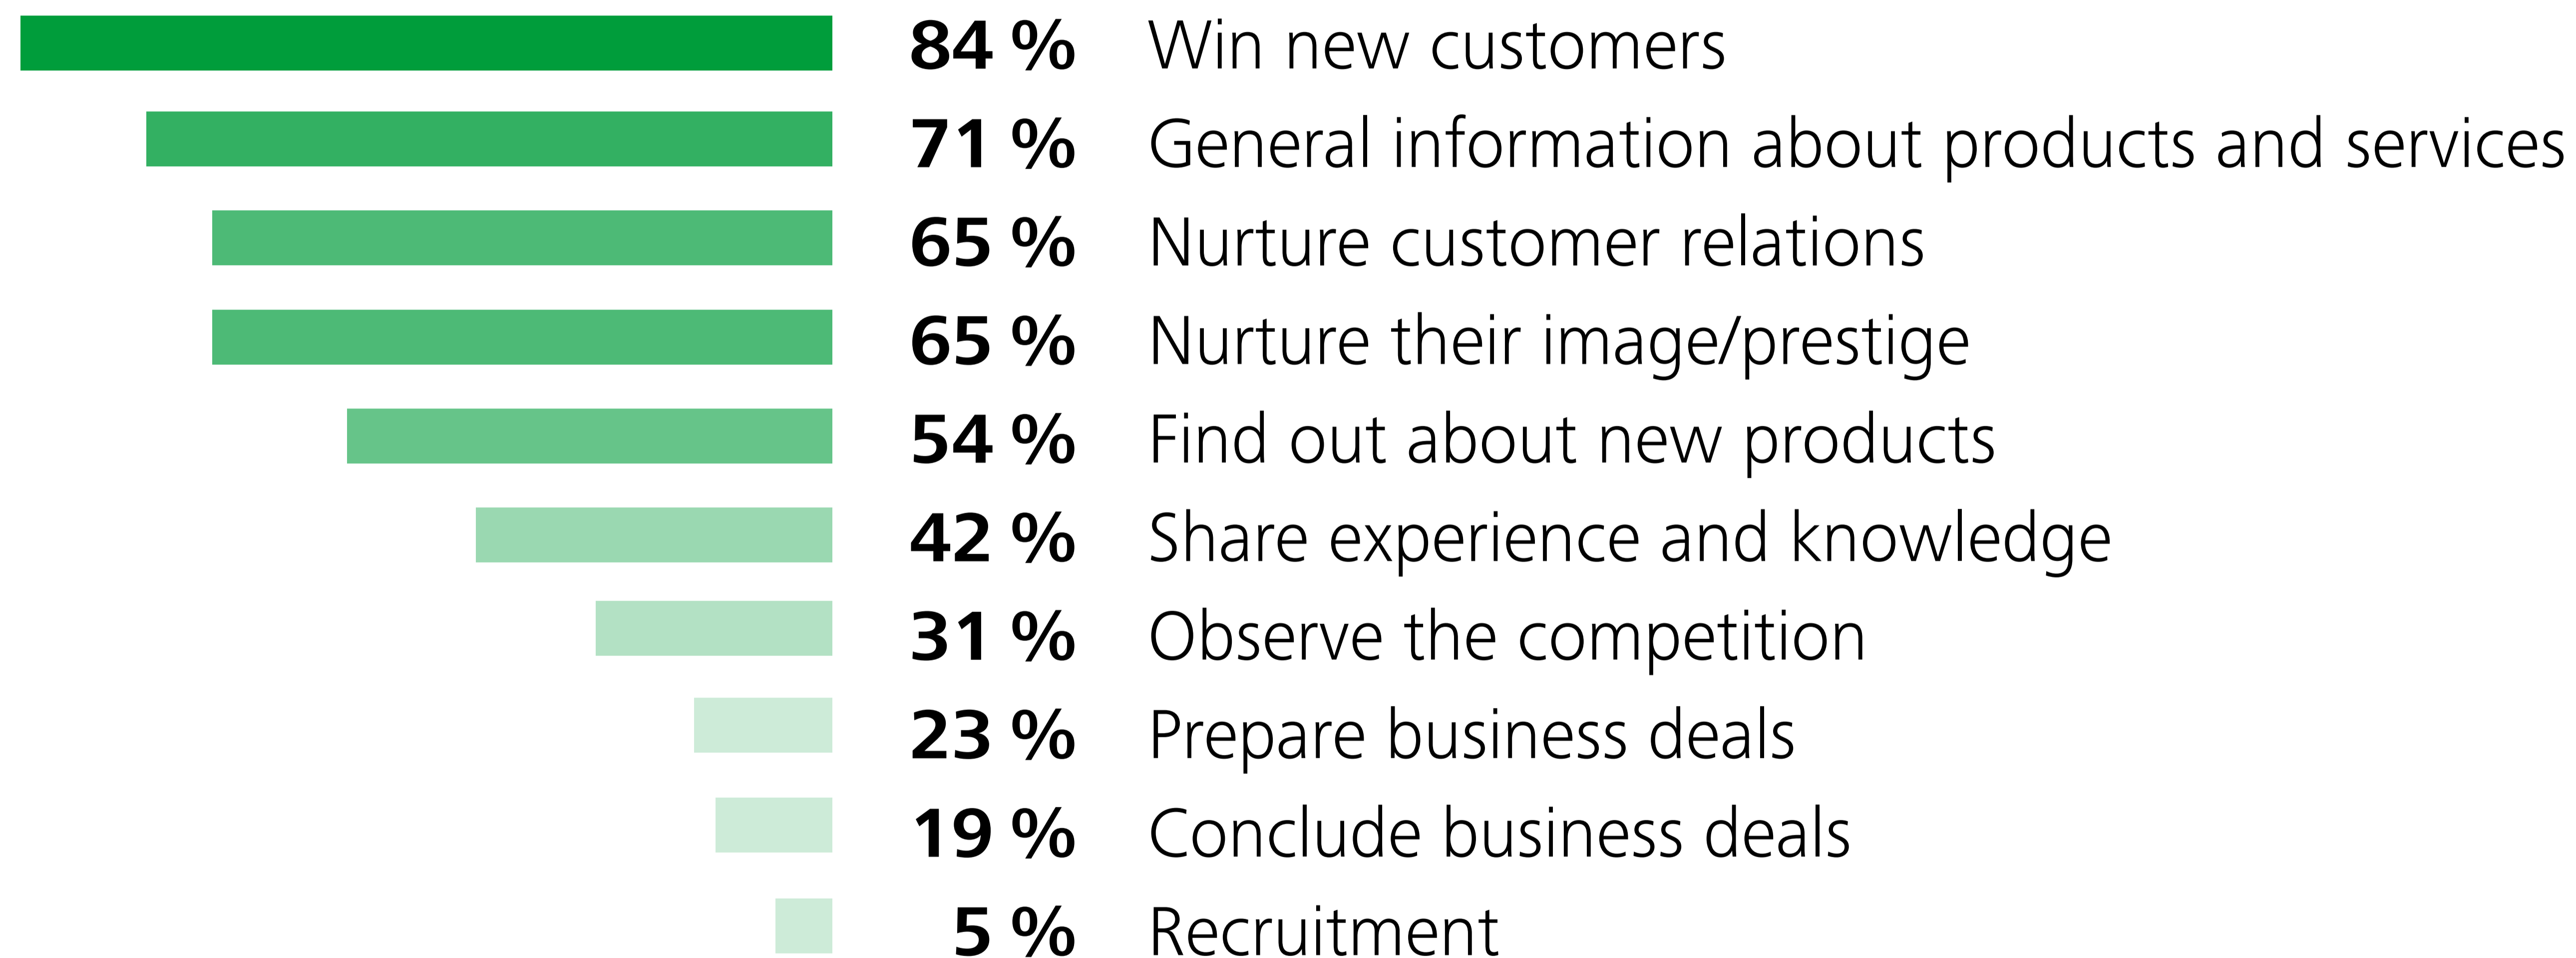 84 % Win new customers
71 % General information about products and services
65 % Nurture customer relations
65 % Nurture their image/prestige
54 % Find out about new products
42 % Share experience and knowledge
31 % Observe the competition
23 % Prepare business deals
19 % Conclude business deals
5 % Recruitment